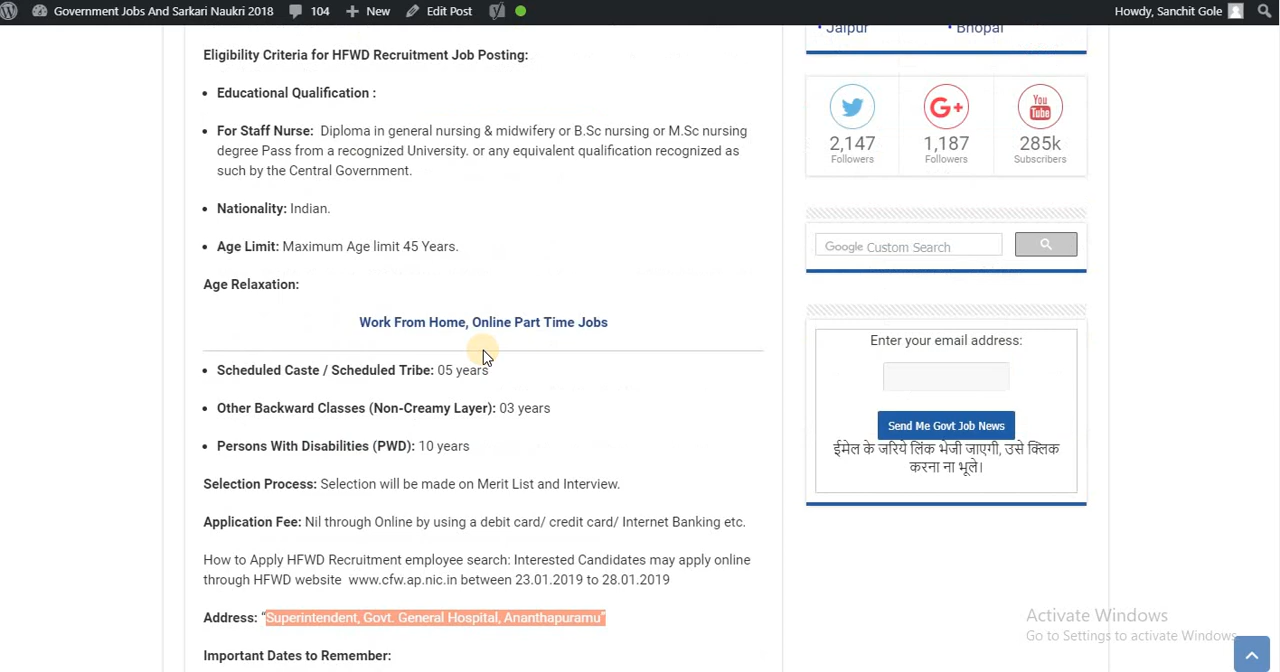 Government Jobs And Sarkari Naukri 2018 104 New Edit Post Howdy, Sanchit Gole
Eligibility Criteria for HFWD Recruitment Job Posting:
• Educational Qualification :
• For Staff Nurse: Diploma in general nursing & midwifery or B.Sc nursing or M.Sc nursing
degree Pass from a recognized University. or any equivalent qualification recognized as
such by the Central Government.
• Nationality: Indian.
• Age Limit: Maximum Age limit 45 Years.
Age Relaxation:
Work From Home, Online Part Time Jobs
• Scheduled Caste / Scheduled Tribe: 05 years
• Other Backward Classes (Non-Creamy Layer): 03 years
• Persons With Disabilities (PWD): 10 years
Selection Process: Selection will be made on Merit List and Interview.
Application Fee: Nil through Online by using a debit card/ credit card/ Internet Banking etc.
How to Apply HFWD Recruitment employee search: Interested Candidates may apply online
through HFWD website www.cfw.ap.nic.in between 23.01.2019 to 28.01.2019
Address: “Superintendent, Govt. General Hospital, Ananthapuramu”
Important Dates to Remember:
• Jaipur • Bhopal
G+ You Tube
2,147 1,187 285k
Followers Followers Subscribers
Google Custom Search
Enter your email address:
Send Me Govt Job News
ईमेल के जरिये लिंक भेजी जाएगी, उसे क्लिक
करना ना भूले।
Activate Windows
Go to Settings to activate Windows.